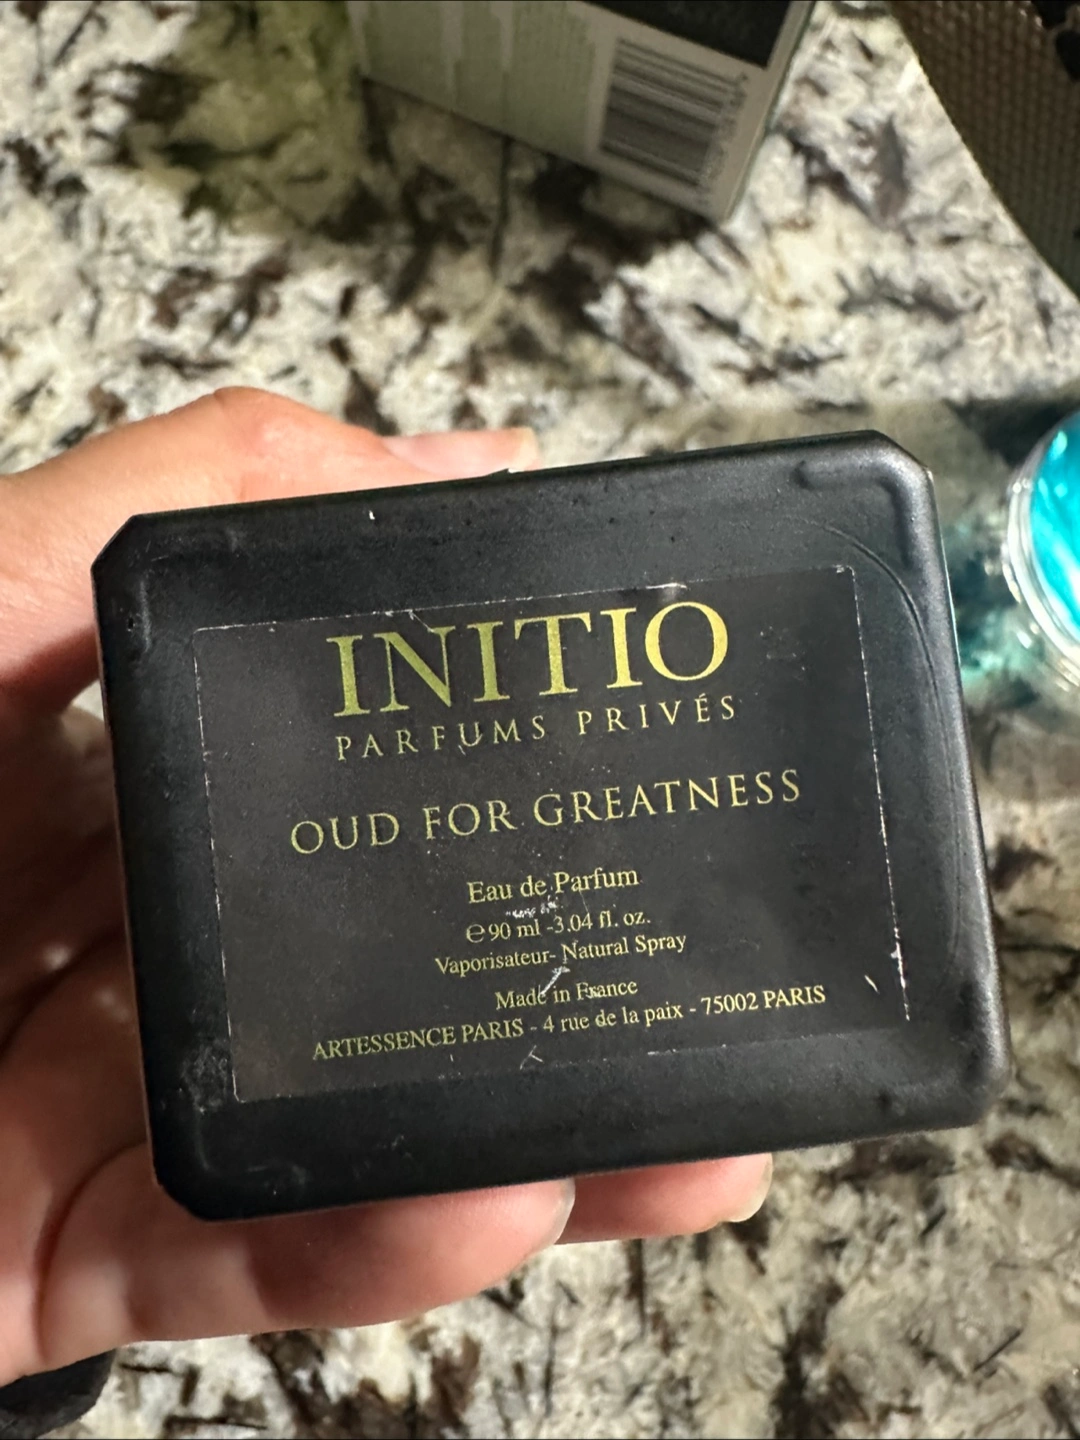 INITIO
PARFUMS PRIVÉS
OUD FOR GREATNESS
Eau de Parfum
℮90 ml -3.04 fl. oz.
Vaporisateur- Natural Spray
Made in France
ARTESSENCE PARIS - 4 rue de la paix - 75002 PARIS